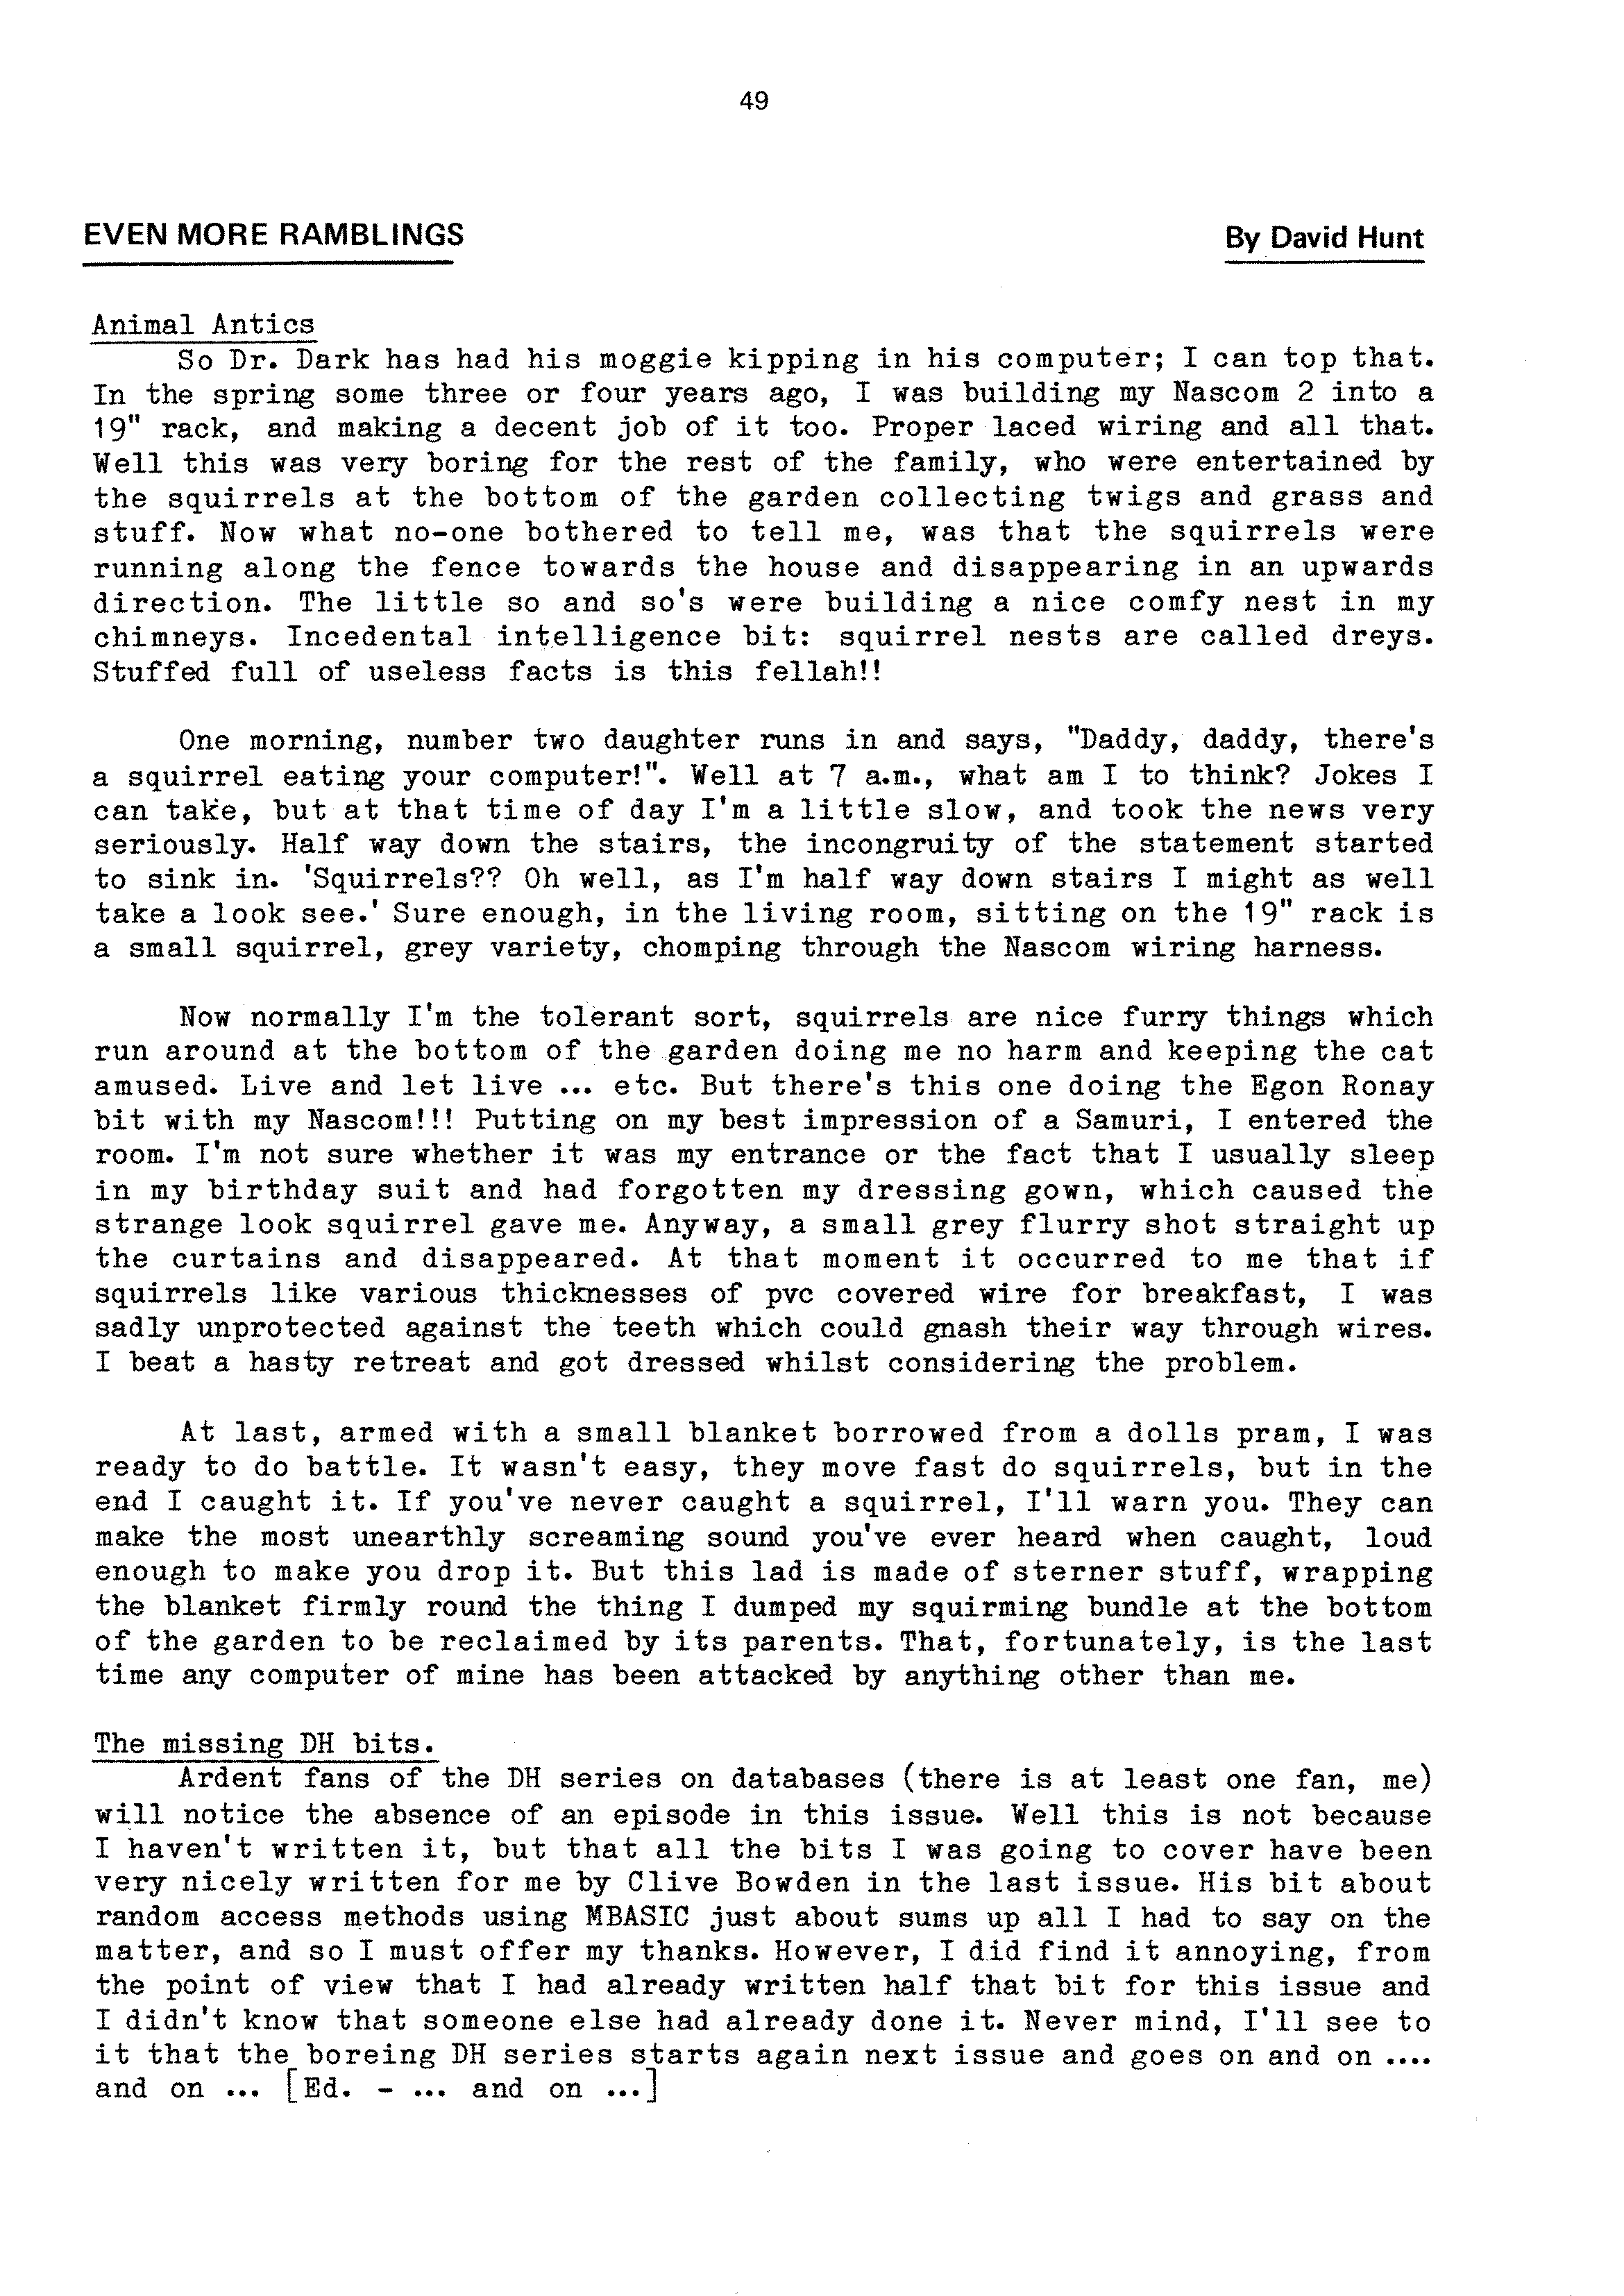 49
EVEN MORE RAMBLINGS
By David Hunt
Animal Antics
So Dr. Dark has had his moggie kipping in his computer; I can top that.
In the spring some three or four years ago, I was building my Nascom 2 into a
19" rack, and making a decent job of it too. Proper laced wiring and all that.
Well this was very boring for the rest of the family, who were entertained by
the squirrels at the bottom of the garden collecting twigs and grass and
stuff. Now what no-one bothered to tell me, was that the squirrels were
running along the fence towards the house and disappearing in an upwards
direction. The little so and so's were building a nice comfy nest in my
chimneys. Incedental intelligence bit: squirrel nests are called dreys.
Stuffed full of useless facts is this fellah!!
One morning, number two daughter runs in and says, "Daddy, daddy, there's
a squirrel eating your computer!". Well at 7 a.m., what am I to think? Jokes I
can take, but at that time of day I'm a little slow, and took the news very
seriously. Half way down the stairs, the incongruity of the statement started
to sink in. 'Squirrels?? Oh well, as I'm half way down stairs I might as well
take a look see.' Sure enough, in the living room, sitting on the 19" rack is
a small squirrel, grey variety, chomping through the Nascom wiring harness.
Now normally I'm the tolerant sort, squirrels are nice furry things which
run around at the bottom of the garden doing me no harm and keeping the cat
amused. Live and let live ... etc. But there's this one doing the Egon Ronay
bit with my Nascom!!! Putting on my best impression of a Samuri, I entered the
room. I'm not sure whether it was my entrance or the fact that I usually sleep
in my birthday suit and had forgotten my dressing gown, which caused the
strange look squirrel gave me. Anyway, a small grey flurry shot straight up
the curtains and disappeared. At that moment it occurred to me that if
squirrels like various thicknesses of pvc covered wire for breakfast, I was
sadly unprotected against the teeth which could gnash their way through wires.
I beat a hasty retreat and got dressed whilst considering the problem.
At last, armed with a small blanket borrowed from a dolls pram, I was
ready to do battle. It wasn't easy, they move fast do squirrels, but in the
end I caught it. If you've never caught a squirrel, I'll warn you. They can
make the most unearthly screaming sound you've ever heard when caught, loud
enough to make you drop it. But this lad is made of sterner stuff, wrapping
the blanket firmly round the thing I dumped my squirming bundle at the bottom
of the garden to be reclaimed by its parents. That, fortunately, is the last
time any computer of mine has been attacked by anything other than me.
The missing DH bits.
Ardent fans of the DH series on databases (there is at least one fan, me)
will notice the absence of an episode in this issue. Well this is not because
I haven't written it, but that all the bits I was going to cover have been
very nicely written for me by Clive Bowden in the last issue. His bit about
random access methods using MBASIC just about sums up all I had to say on the
matter, and so I must offer my thanks. However, I did find it annoying, from
the point of view that I had already written half that bit for this issue and
I didn't know that someone else had already done it. Never mind, I'll see to
it that the boreing DH series starts again next issue and goes on and on ....
and on ... [Ed. - ... and on ...]